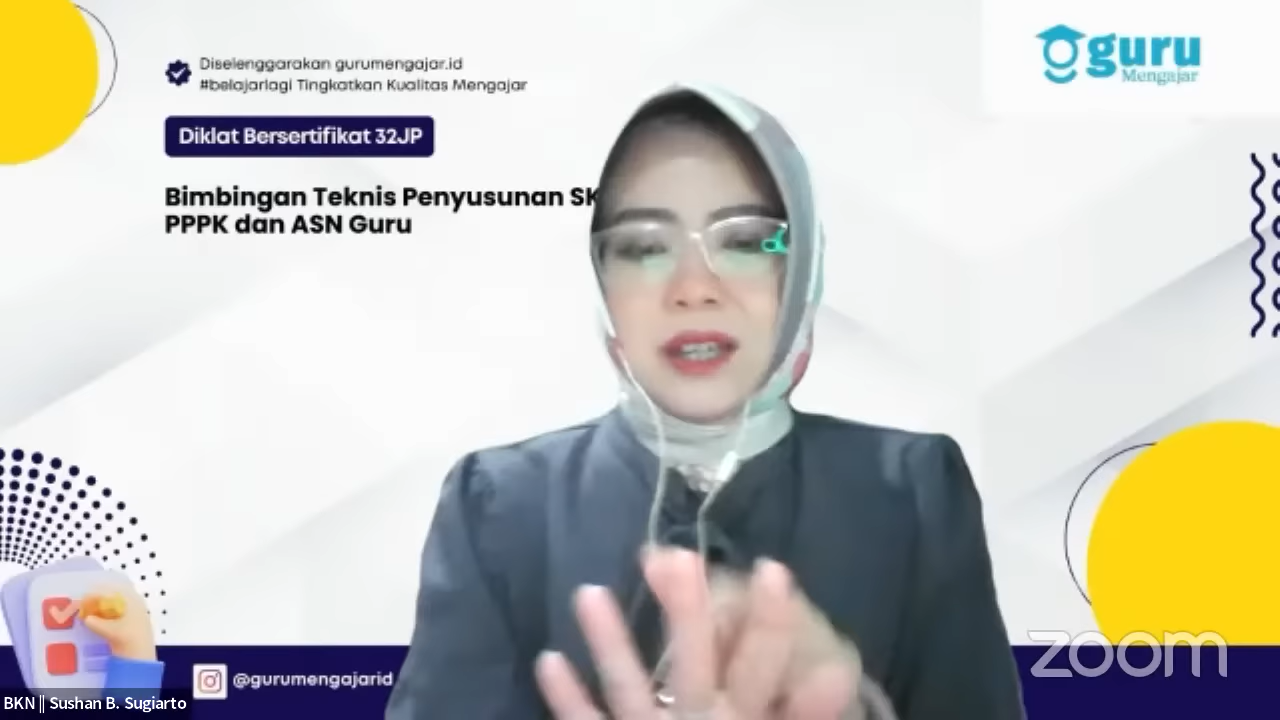 Diselenggarakan gurumengajar.id
#belajarlagi Tingkatkan Kualitas Mengajar
guru
Mengajar
Diklat Bersertifikat 32JP
Bimbingan Teknis Penyusunan SK
PPPK dan ASN Guru
zoom
@gurumengajarid
BKN || Sushan B. Sugiarto